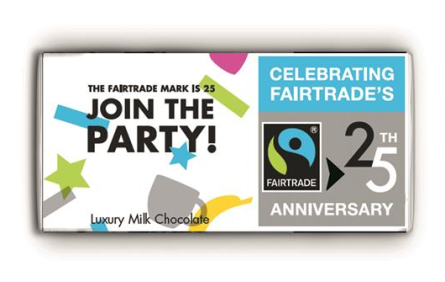 THE FAIRTRADE MARK IS 25
JOIN THE
PARTY!
Luxury Milk Chocolate
CELEBRATING
FAIRTRADE'S
®
FAIRTRADE
25TH
ANNIVERSARY